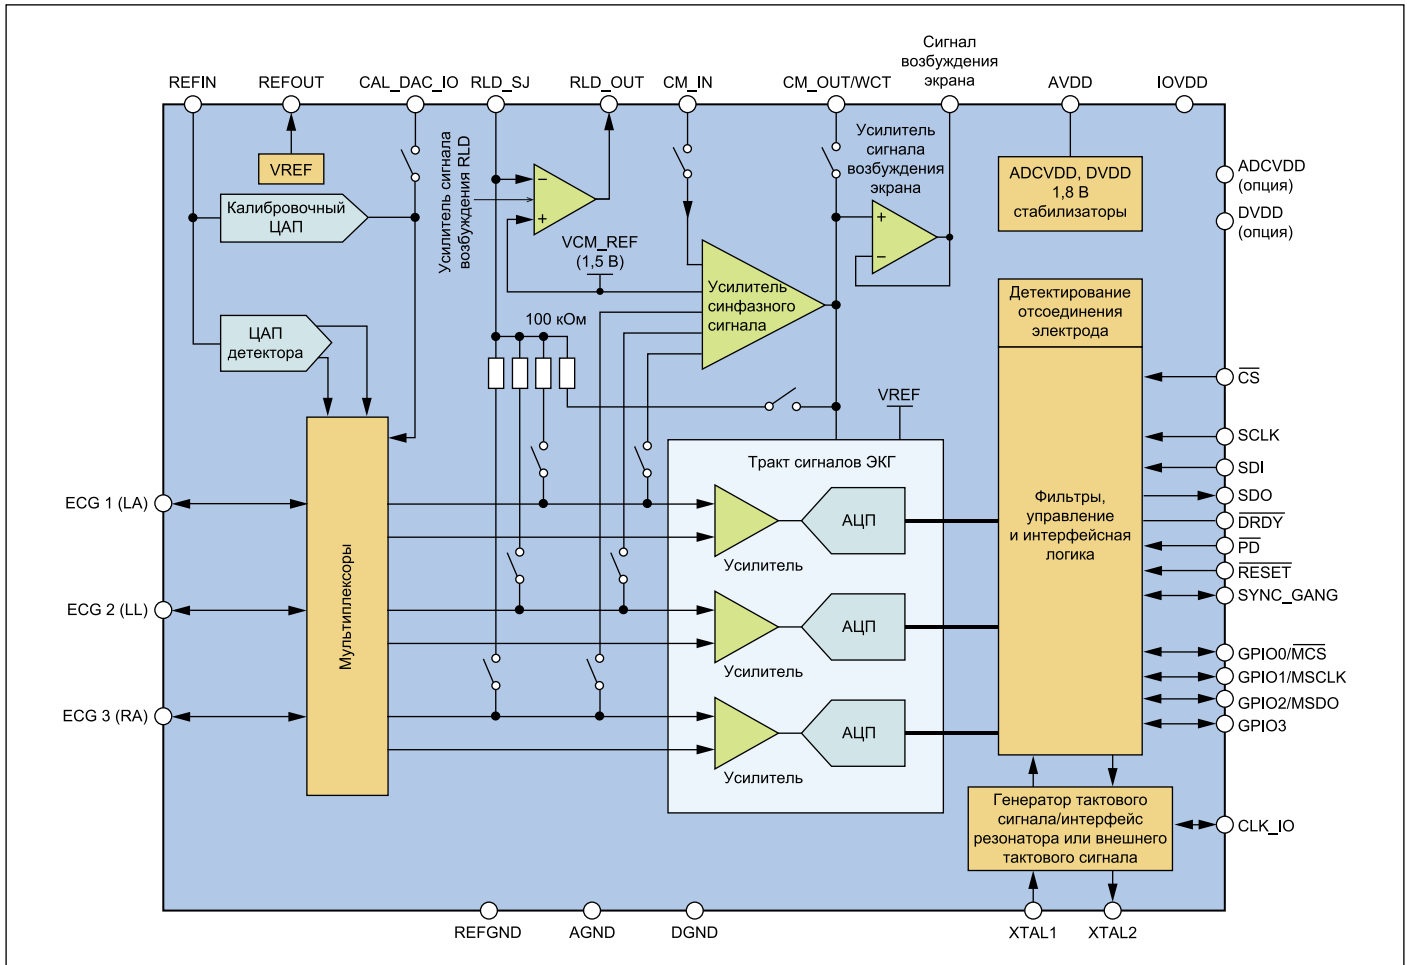 Сигнал
возбуждения
экрана
REFIN
REFOUT
CAL_DAC_IO
RLD_SJ
RLD_OUT
CM_IN
CM_OUT/WCT
AVDD
IOVDD
VREF
Калибровочный
ЦАП
Усилитель сигнала
возбуждения RLD
−
+
VCM_REF
(1,5 В)
Усилитель
сигнала
возбуждения
экрана
+
−
ADCVDD, DVDD
1,8 В
стабилизаторы
ADCVDD
(опция)
DVDD
(опция)
ЦАП
детектора
100 кОм
Усилитель
синфазного
сигнала
Детектирование
отсоединения
электрода
VREF
Тракт сигналов ЭКГ
Мультиплексоры
ECG 1 (LA)
ECG 2 (LL)
ECG 3 (RA)
АЦП
Усилитель
АЦП
Усилитель
АЦП
Усилитель
Фильтры,
управление
и интерфейсная
логика
CS
SCLK
SDI
SDO
DRDY
PD
RESET
SYNC_GANG
GPIO0/MCS
GPIO1/MSCLK
GPIO2/MSDO
GPIO3
Генератор тактового
сигнала/интерфейс
резонатора или внешнего
тактового сигнала
CLK_IO
REFGND
AGND
DGND
XTAL1
XTAL2